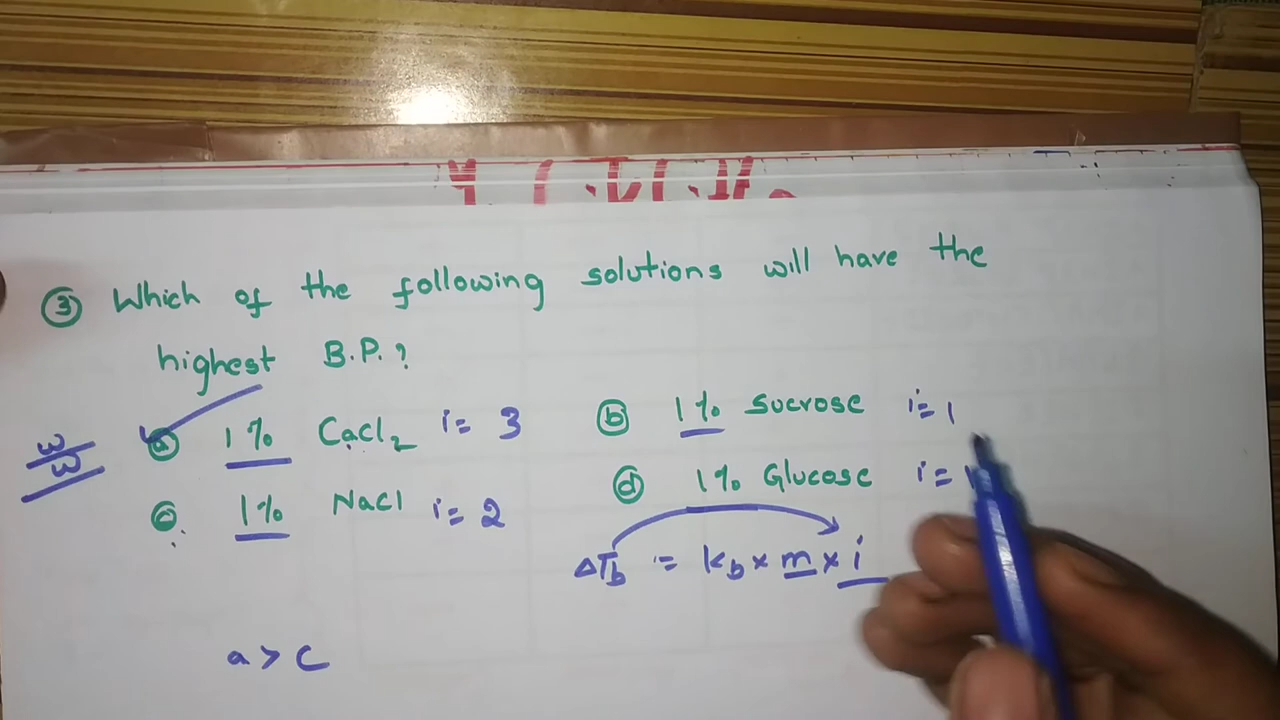 ③ Which of the following solutions will have the
highest B.P.?
w/w ⓐ 1% CaCl₂ i = 3 ⓑ 1% Sucrose i = 1
ⓒ 1% NaCl i = 2 ⓓ 1% Glucose i =
ΔTb = Kb × m × i
a > c